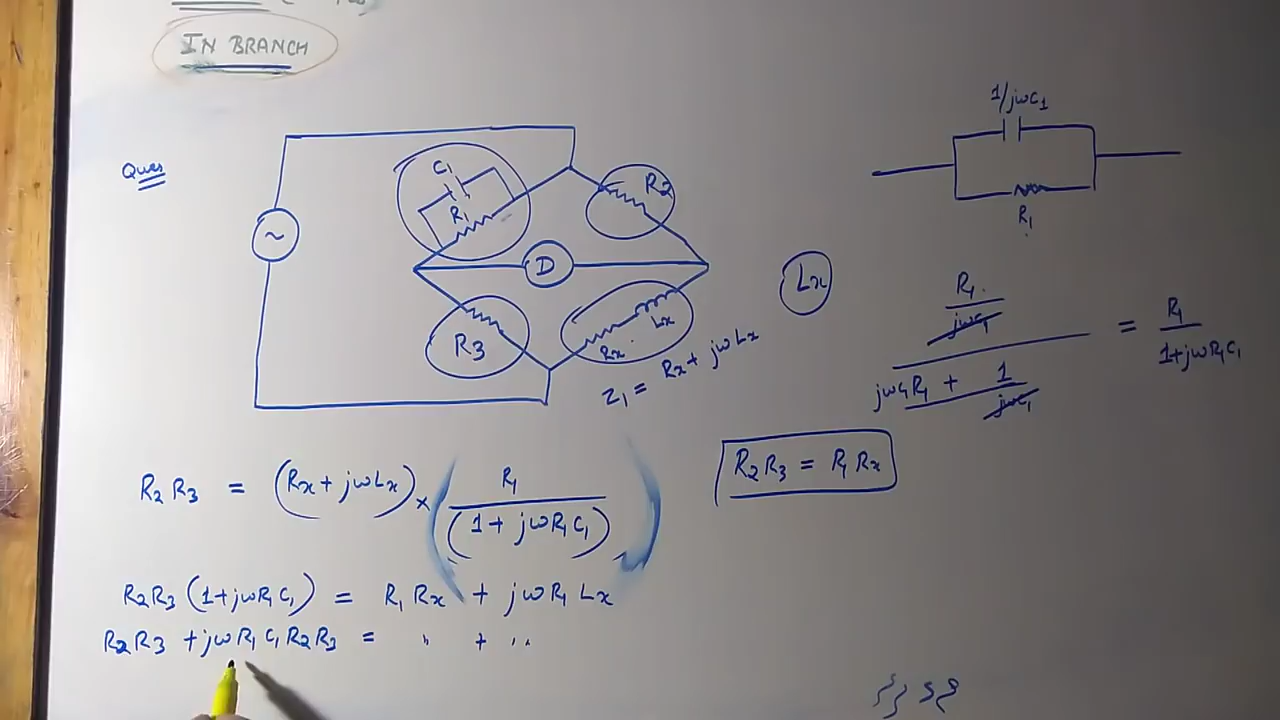 IN BRANCH
Ques
C₁
R₁
R2
~
D
R3
Rx
Lx
Z₁ = Rx + jωLx
Lx
1/jωC₁
R₁
R₁
jωC₁
jωC₁R₁ + 1
jωC₁
= R₁
1+jωR₁C₁
R₂R₃ = (Rx + jωLx) × ( R₁
(1 + jωR₁C₁) )
R₂R₃ = R₁Rx
R₂R₃ (1+jωR₁C₁) = R₁Rx + jωR₁Lx
R₂R₃ + jωR₁C₁R₂R₃ = " + ..